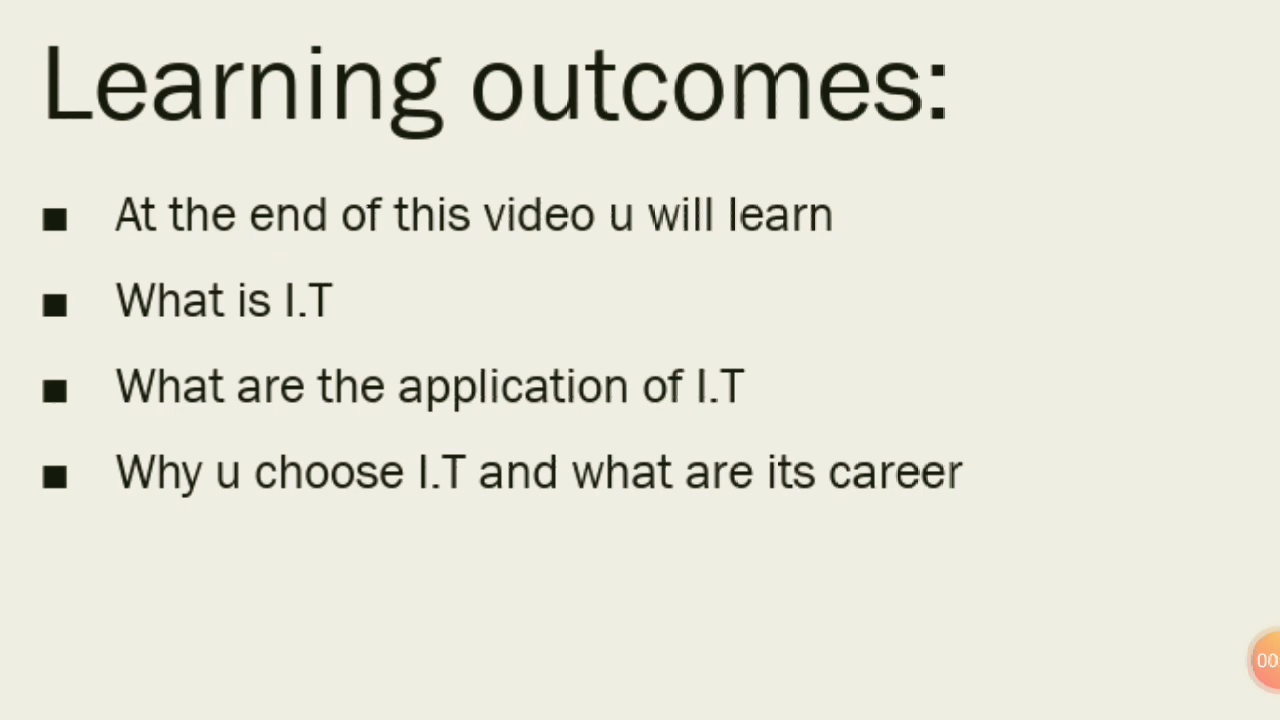 Learning outcomes:
■ At the end of this video u will learn
■ What is I.T
■ What are the application of I.T
■ Why u choose I.T and what are its career
00